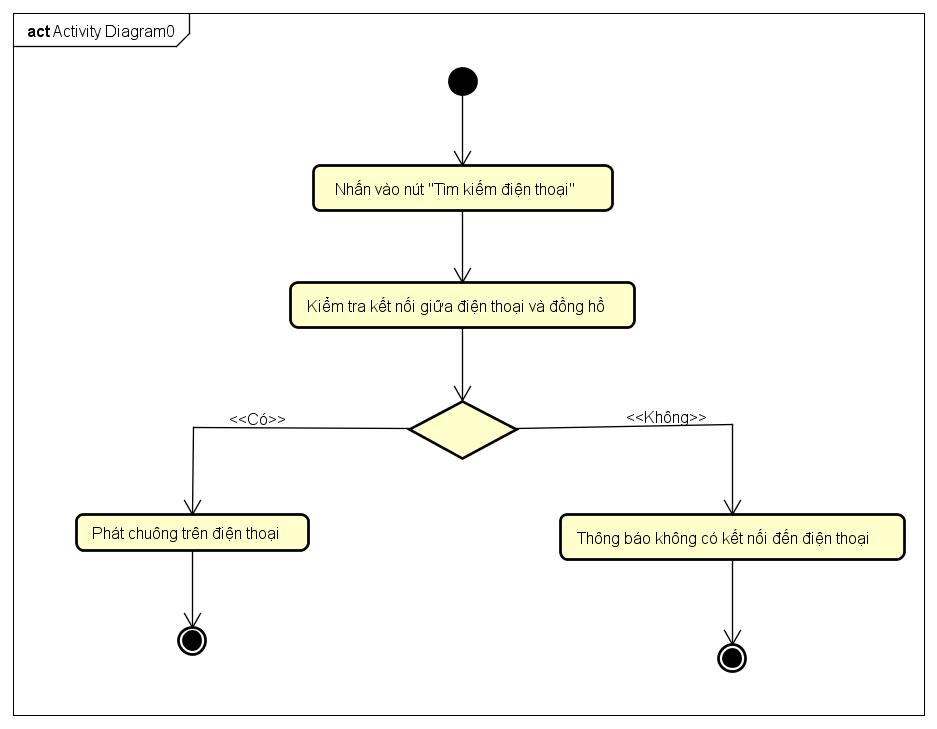 act Activity Diagram0
Nhấn vào nút "Tìm kiếm điện thoại"
Kiểm tra kết nối giữa điện thoại và đồng hồ
<<Có>>
<<Không>>
Phát chuông trên điện thoại
Thông báo không có kết nối đến điện thoại